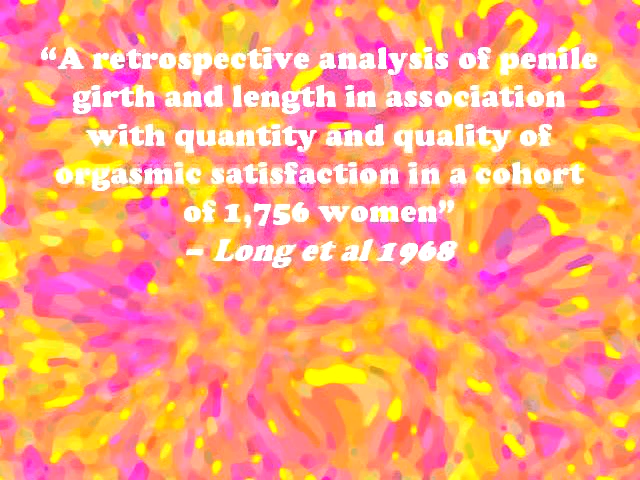 “A retrospective analysis of penile
girth and length in association
with quantity and quality of
orgasmic satisfaction in a cohort
of 1,756 women”
– Long et al 1968